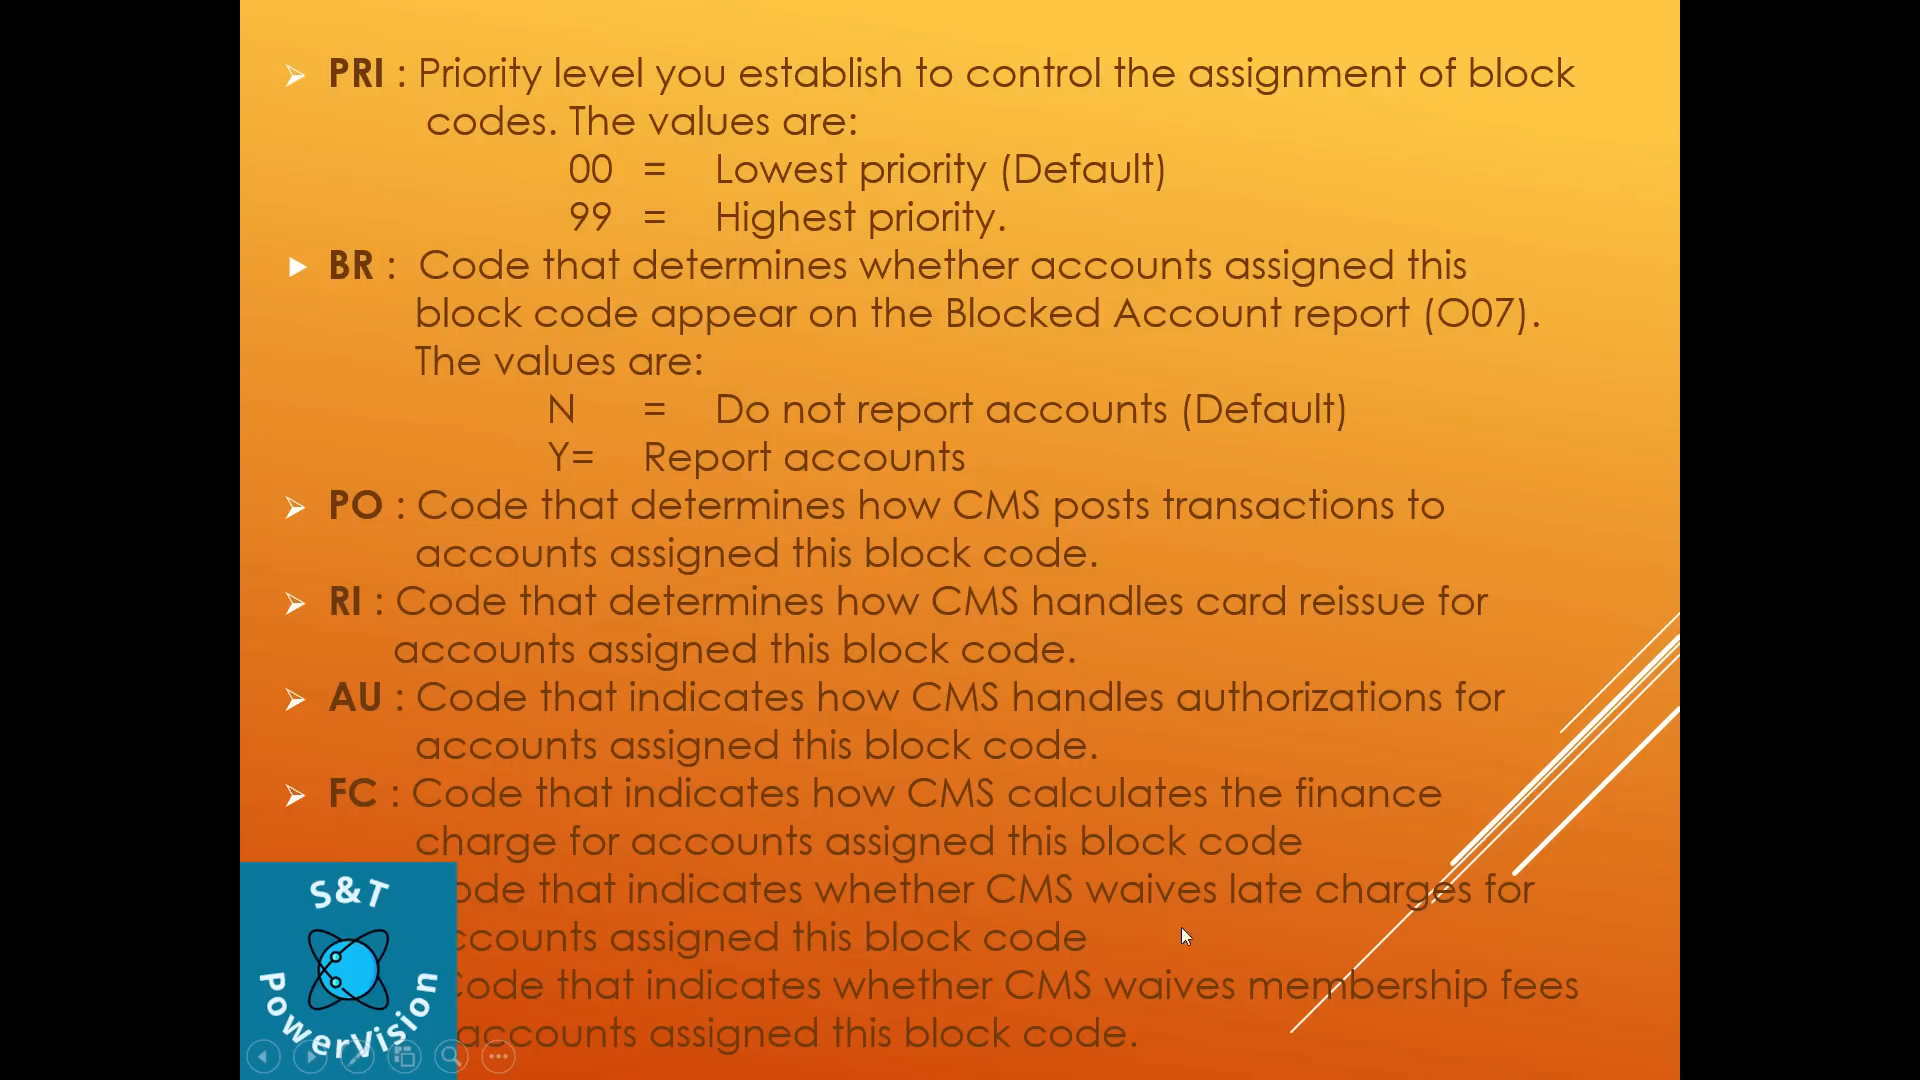 PRI : Priority level you establish to control the assignment of block
codes. The values are:
00 = Lowest priority (Default)
99 = Highest priority.
BR : Code that determines whether accounts assigned this
block code appear on the Blocked Account report (O07).
The values are:
N = Do not report accounts (Default)
Y= Report accounts
PO : Code that determines how CMS posts transactions to
accounts assigned this block code.
RI : Code that determines how CMS handles card reissue for
accounts assigned this block code.
AU : Code that indicates how CMS handles authorizations for
accounts assigned this block code.
FC : Code that indicates how CMS calculates the finance
charge for accounts assigned this block code
ode that indicates whether CMS waives late charges for
ccounts assigned this block code
Code that indicates whether CMS waives membership fees
accounts assigned this block code.
S&T
PowerVision